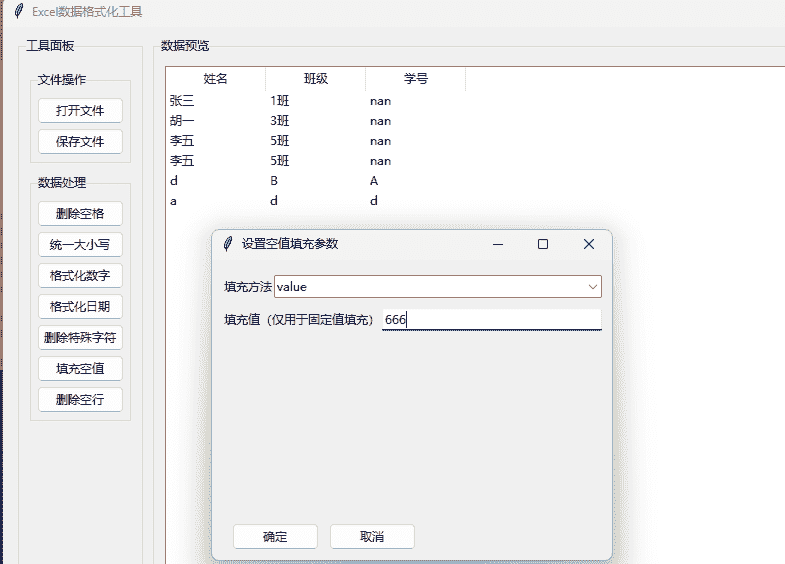 Excel数据格式化工具
工具面板
文件操作
打开文件
保存文件
数据处理
删除空格
统一大小写
格式化数字
格式化日期
删除特殊字符
填充空值
删除空行
数据预览
姓名 班级 学号
张三 1班 nan
胡一 3班 nan
李五 5班 nan
李五 5班 nan
d B A
a d d
设置空值填充参数
填充方法 value
填充值（仅用于固定值填充） 666
确定 取消